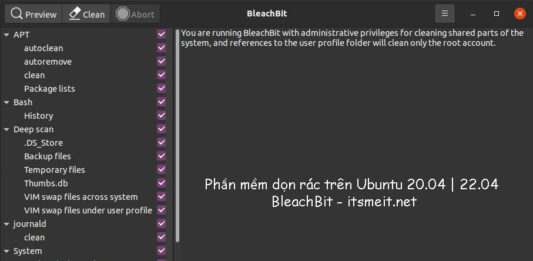 Preview
Clean
Abort
BleachBit
APT
autoclean
autoremove
clean
Package lists
Bash
History
Deep scan
.DS_Store
Backup files
Temporary files
Thumbs.db
VIM swap files across system
VIM swap files under user profile
journald
clean
System
You are running BleachBit with administrative privileges for cleaning shared parts of the
system, and references to the user profile folder will clean only the root account.
Phần mềm dọn rác trên Ubuntu 20.04 | 22.04
BleachBit - itsmeit.net